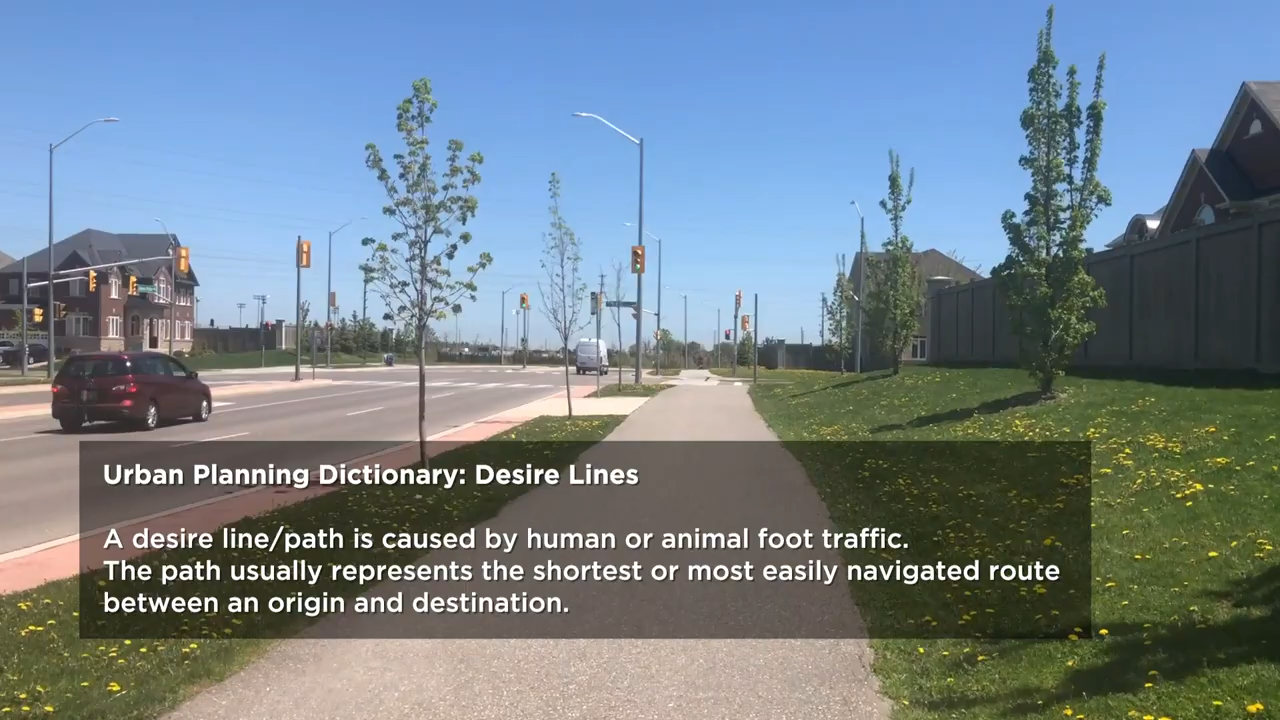 Urban Planning Dictionary: Desire Lines
A desire line/path is caused by human or animal foot traffic.
The path usually represents the shortest or most easily navigated route
between an origin and destination.